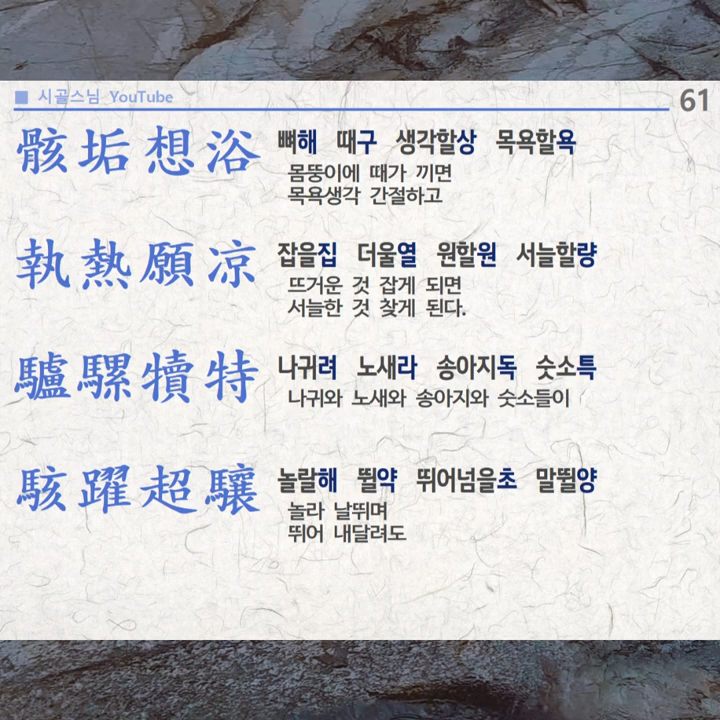 ■ 시골스님 YouTube 61
骸垢想浴 뼈해 때구 생각할상 목욕할욕
몸뚱이에 때가 끼면
목욕생각 간절하고
執熱願凉 잡을집 더울열 원할원 서늘할량
뜨거운 것 잡게 되면
서늘한 것 찾게 된다.
驢騾犢特 나귀려 노새라 송아지독 숫소특
나귀와 노새와 송아지와 숫소들이
駭躍超驤 놀랄해 뛸약 뛰어넘을초 말뛸양
놀라 날뛰며
뛰어 내달려도